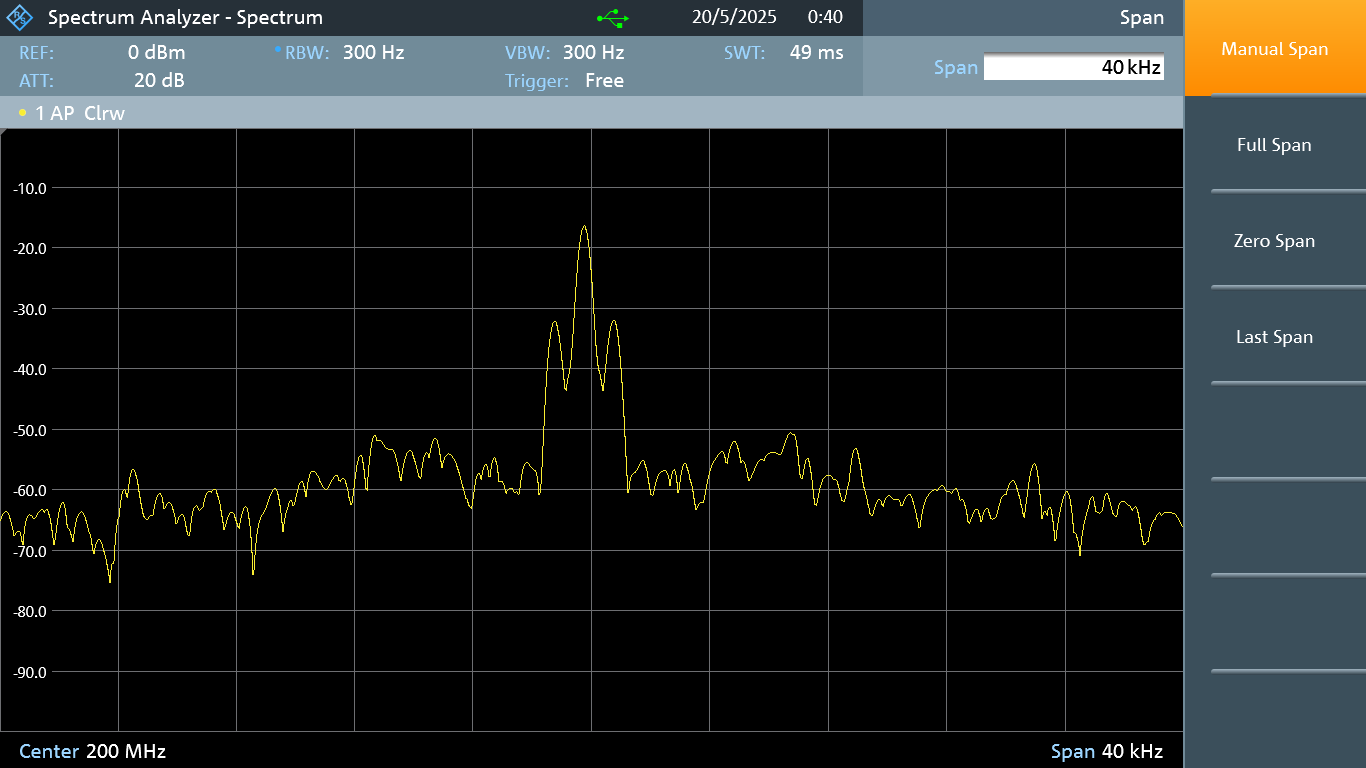 Spectrum Analyzer - Spectrum 20/5/2025 0:40 Span
REF: 0 dBm RBW: 300 Hz VBW: 300 Hz SWT: 49 ms
ATT: 20 dB Trigger: Free
Span 40 kHz
1 AP Clrw
-10.0
-20.0
-30.0
-40.0
-50.0
-60.0
-70.0
-80.0
-90.0
Center 200 MHz Span 40 kHz
Manual Span
Full Span
Zero Span
Last Span